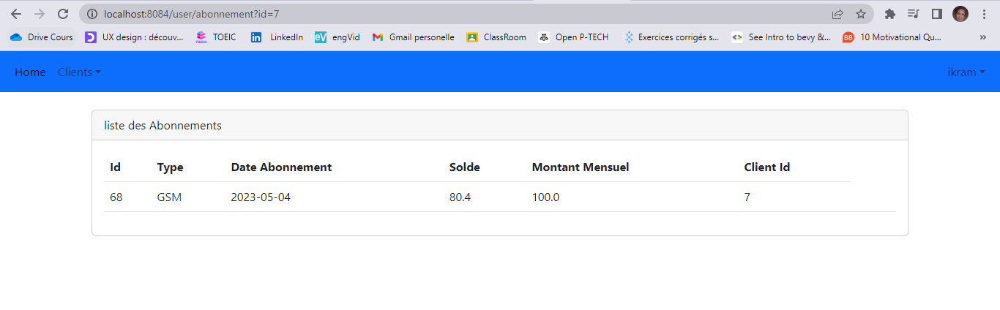 localhost:8084/user/abonnement?id=7
Drive Cours UX design : découv... TOEIC LinkedIn eV engVid Gmail personelle ClassRoom Open P-TECH Exercices corrigés s... See Intro to bevy &... BB 10 Motivational Qu... »
Home Clients ikram
liste des Abonnements
Id Type Date Abonnement Solde Montant Mensuel Client Id
68 GSM 2023-05-04 80.4 100.0 7